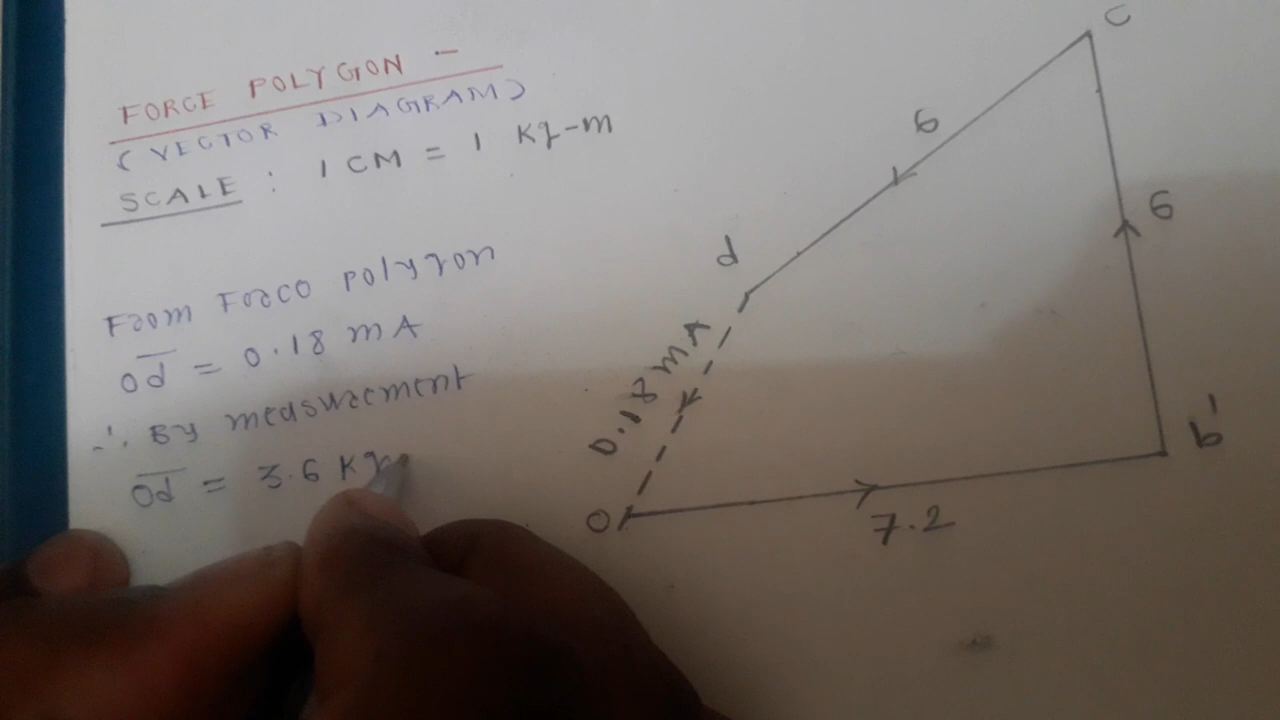 FORCE POLYGON -
(VECTOR DIAGRAM)
SCALE : 1 CM = 1 Kg-m
From Force polygon
od = 0.18 mA
∴ By measurement
od = 3.6 Kg
c
6
d
6
0.18 mA
b'
o
7.2